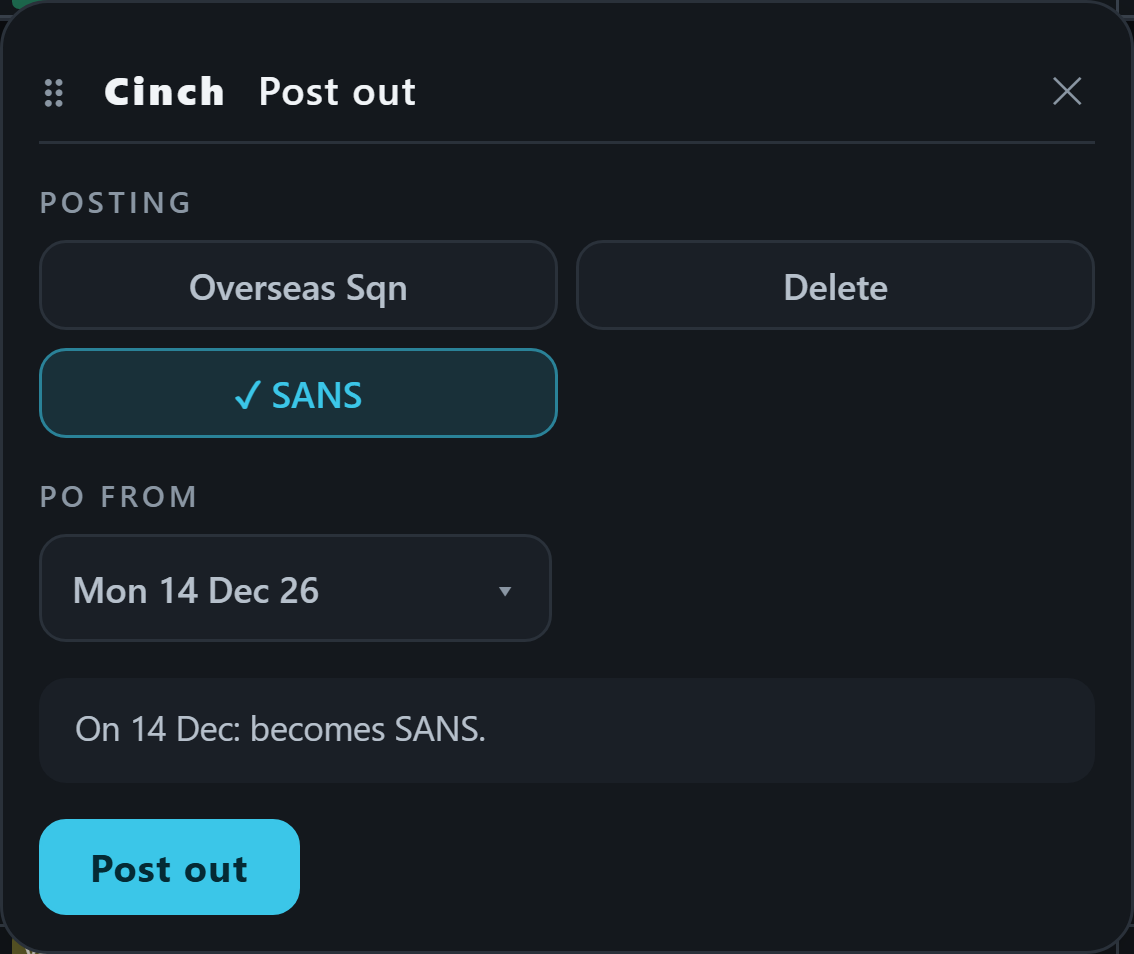 Cinch Post out
POSTING
Overseas Sqn
Delete
✓ SANS
PO FROM
Mon 14 Dec 26
On 14 Dec: becomes SANS.
Post out